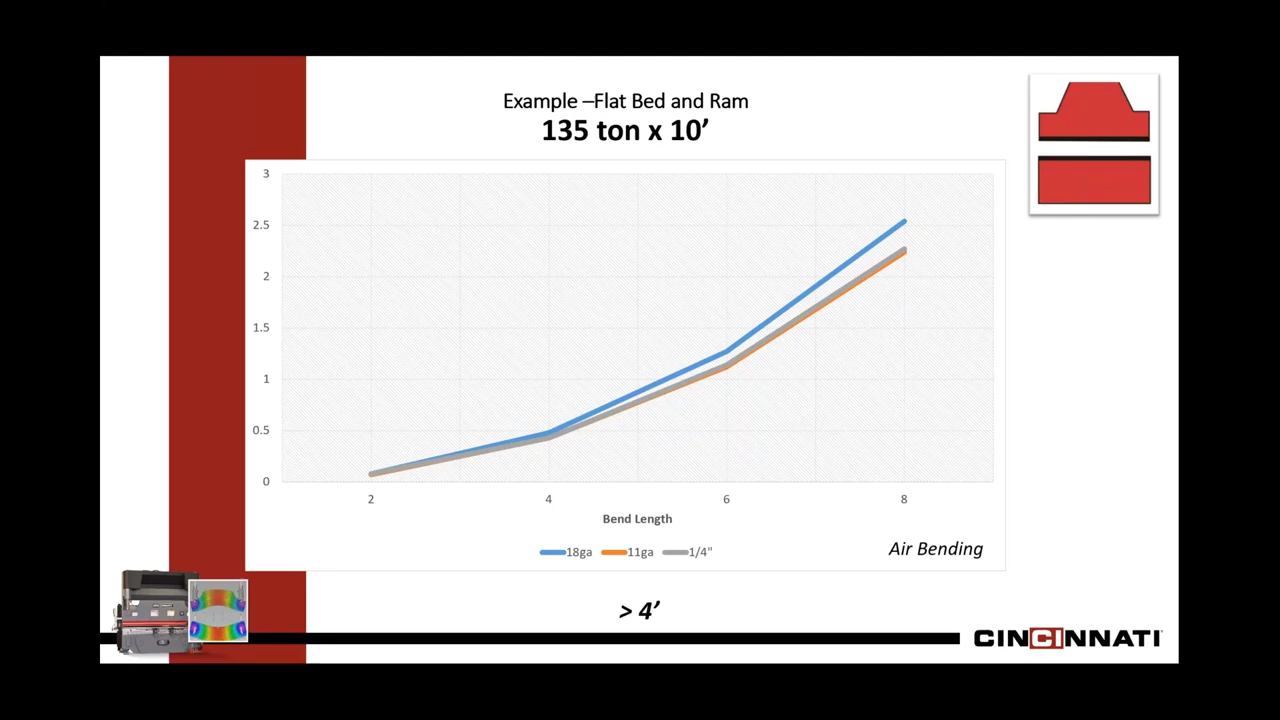 Example –Flat Bed and Ram
135 ton x 10’
3
2.5
2
1.5
1
0.5
0
2 4 6 8
Bend Length
18ga 11ga 1/4"
Air Bending
> 4’
CINCINNATI